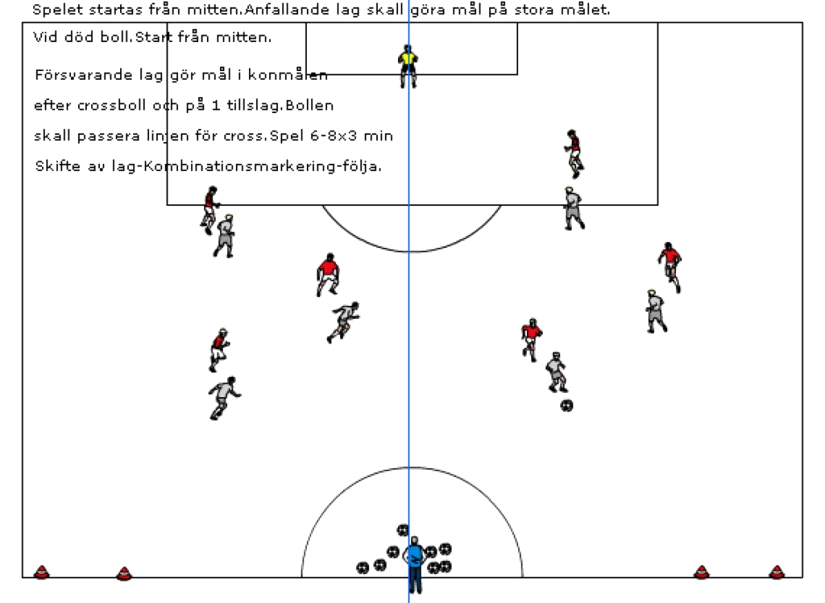 Spelet startas från mitten.Anfallande lag skall göra mål på stora målet.
Vid död boll.Start från mitten.
Försvarande lag gör mål i konmålen
efter crossboll och på 1 tillslag.Bollen
skall passera linjen för cross.Spel 6-8x3 min
Skifte av lag-Kombinationsmarkering-följa.